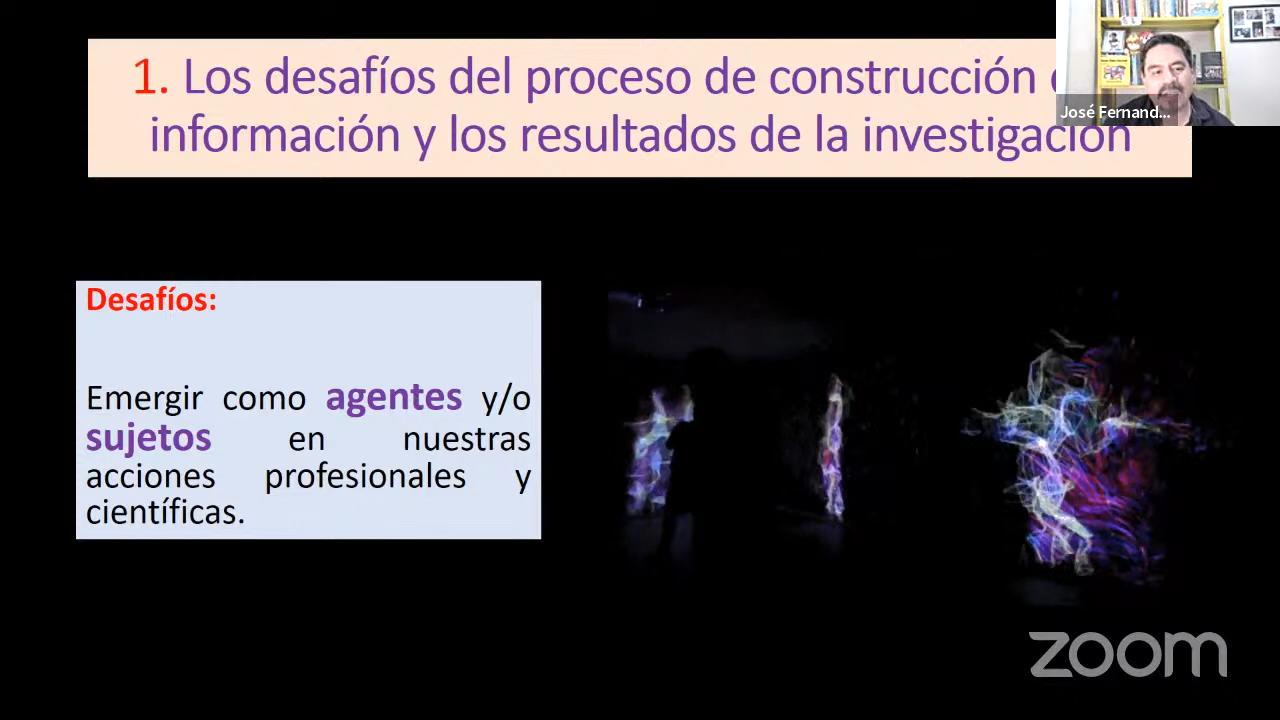 1. Los desafíos del proceso de construcción
información y los resultados de la investigación
José Fernand...
Desafíos:
Emergir como agentes y/o
sujetos en nuestras
acciones profesionales y
científicas.
zoom